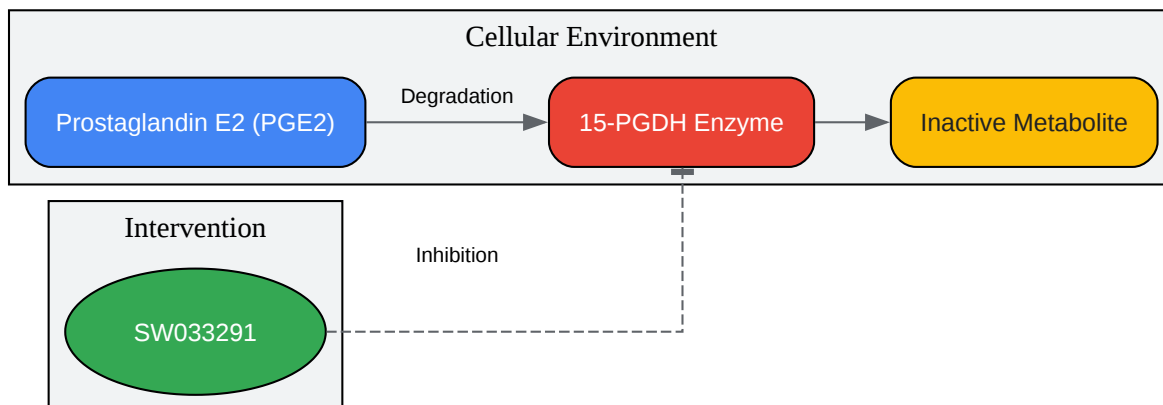 Cellular Environment
Prostaglandin E2 (PGE2)
Degradation
15-PGDH Enzyme
Inactive Metabolite
Intervention
Inhibition
SW033291